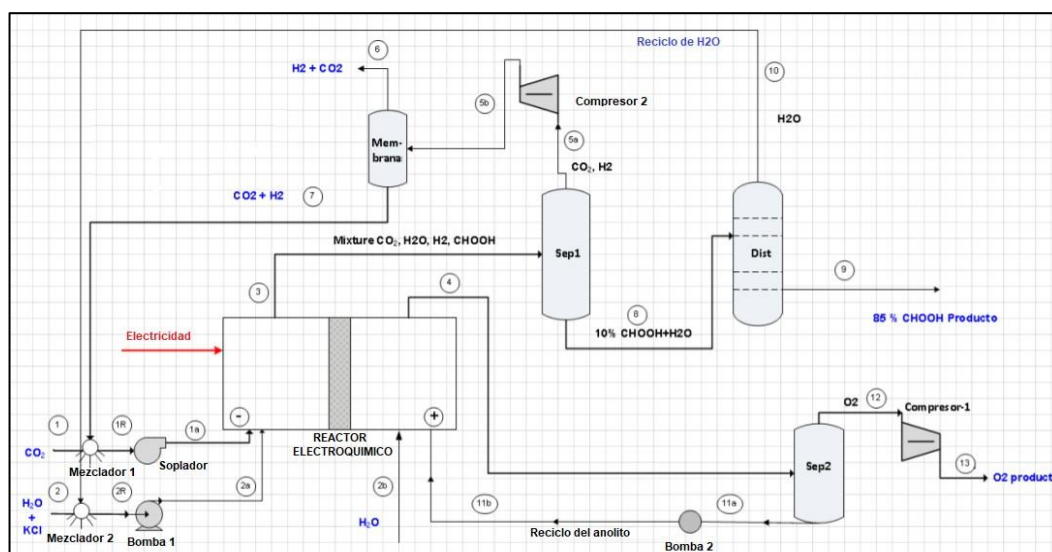 Reciclo de H2O
6
H2 + CO2
5b
Compresor 2
10
H2O
Mem-
brana
5a
CO₂, H2
CO2 + H2
7
Mixture CO₂, H2O, H2, CHOOH
Sep1
Dist
3
4
9
8
10% CHOOH+H2O
85 % CHOOH Producto
Electricidad
O2
12
Compresor-1
-
+
1
1R
1a
REACTOR
ELECTROQUIMICO
CO₂
Mezclador 1
Soplador
Sep2
13
O2 product
2
2R
2a
2b
11b
11a
H₂O
+
KCl
H₂O
Reciclo del anolito
Mezclador 2
Bomba 1
Bomba 2